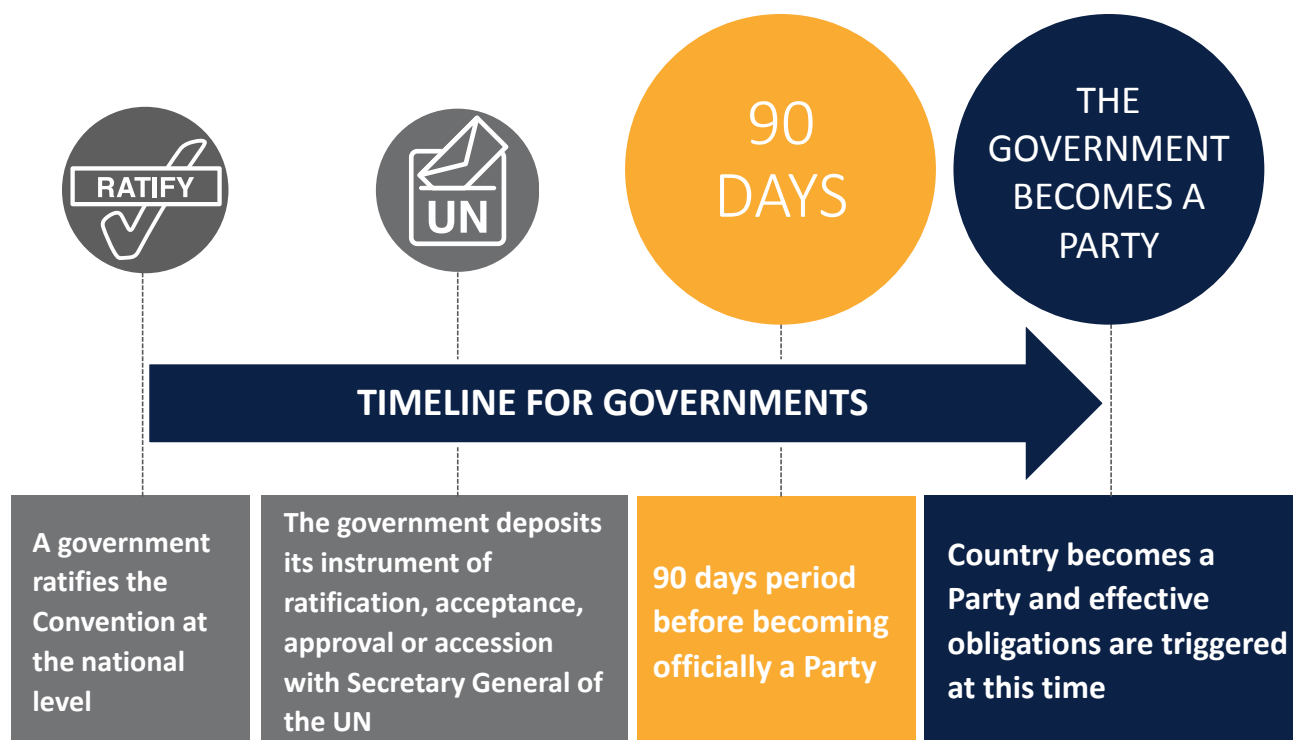 RATIFY
UN
90
DAYS
THE
GOVERNMENT
BECOMES A
PARTY
TIMELINE FOR GOVERNMENTS
A government
ratifies the
Convention at
the national
level
The government deposits
its instrument of
ratification, acceptance,
approval or accession
with Secretary General of
the UN
90 days period
before becoming
officially a Party
Country becomes a
Party and effective
obligations are triggered
at this time